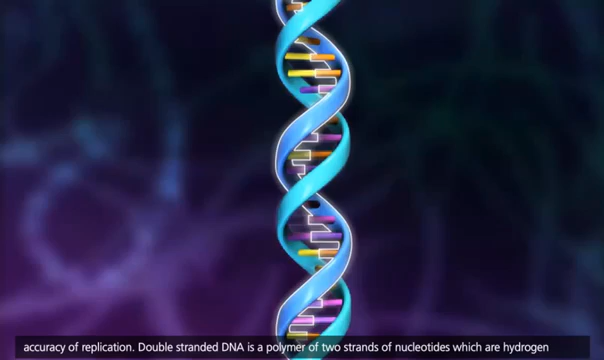 accuracy of replication. Double stranded DNA is a polymer of two strands of nucleotides which are hydrogen